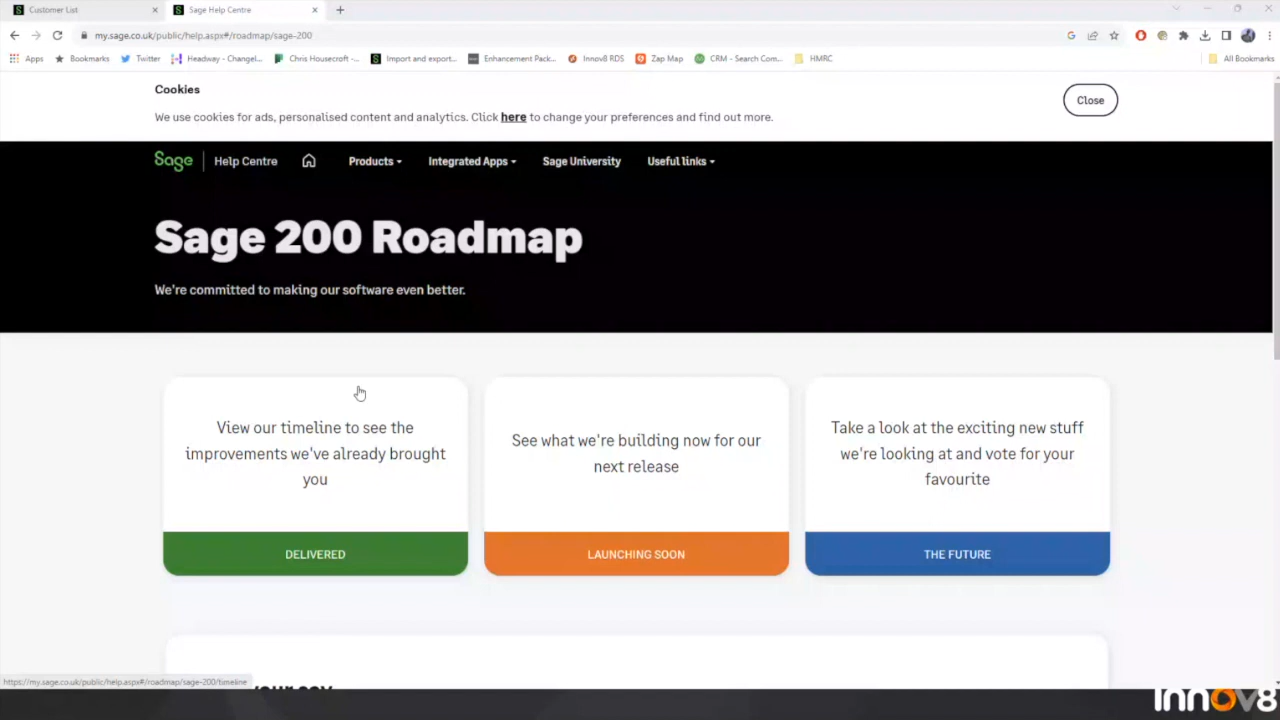 Customer List
Sage Help Centre
my.sage.co.uk/public/help.aspx#/roadmap/sage-200
Apps
Bookmarks
Twitter
Headway - Changel...
Chris Housecroft -...
Import and export...
Enhancement Pack...
Innov8 RDS
Zap Map
CRM - Search Com...
HMRC
All Bookmarks
Cookies
Close
We use cookies for ads, personalised content and analytics. Click here to change your preferences and find out more.
Sage
Help Centre
Products
Integrated Apps
Sage University
Useful links
Sage 200 Roadmap
We're committed to making our software even better.
View our timeline to see the
improvements we've already brought
you
DELIVERED
See what we're building now for our
next release
LAUNCHING SOON
Take a look at the exciting new stuff
we're looking at and vote for your
favourite
THE FUTURE
https://my.sage.co.uk/public/help.aspx#/roadmap/sage-200/timeline
Innov8